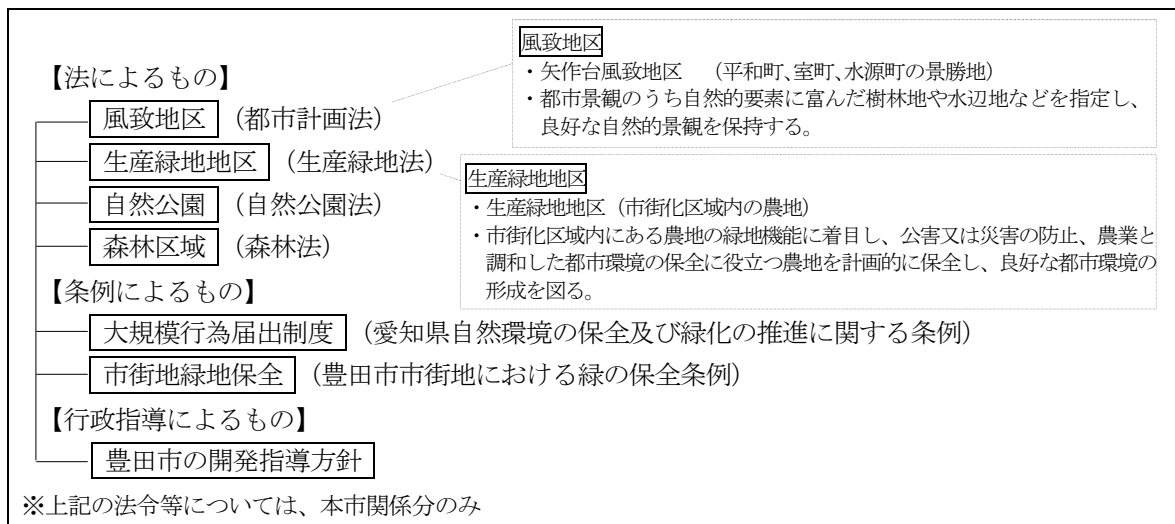 風致地区
・矢作台風致地区 (平和町、室町、水源町の景勝地)
・都市景観のうち自然的要素に富んだ樹林地や水辺地などを指定し、
良好な自然的景観を保持する。
【法によるもの】
風致地区 (都市計画法)
生産緑地地区 (生産緑地法)
自然公園 (自然公園法)
森林区域 (森林法)
生産緑地地区
・生産緑地地区 (市街化区域内の農地)
・市街化区域内にある農地の緑地機能に着目し、公害又は災害の防止、農業と
調和した都市環境の保全に役立つ農地を計画的に保全し、良好な都市環境の
形成を図る。
【条例によるもの】
大規模行為届出制度 (愛知県自然環境の保全及び緑化の推進に関する条例)
市街地緑地保全 (豊田市市街地における緑の保全条例)
【行政指導によるもの】
豊田市の開発指導方針
※上記の法令等については、本市関係分のみ